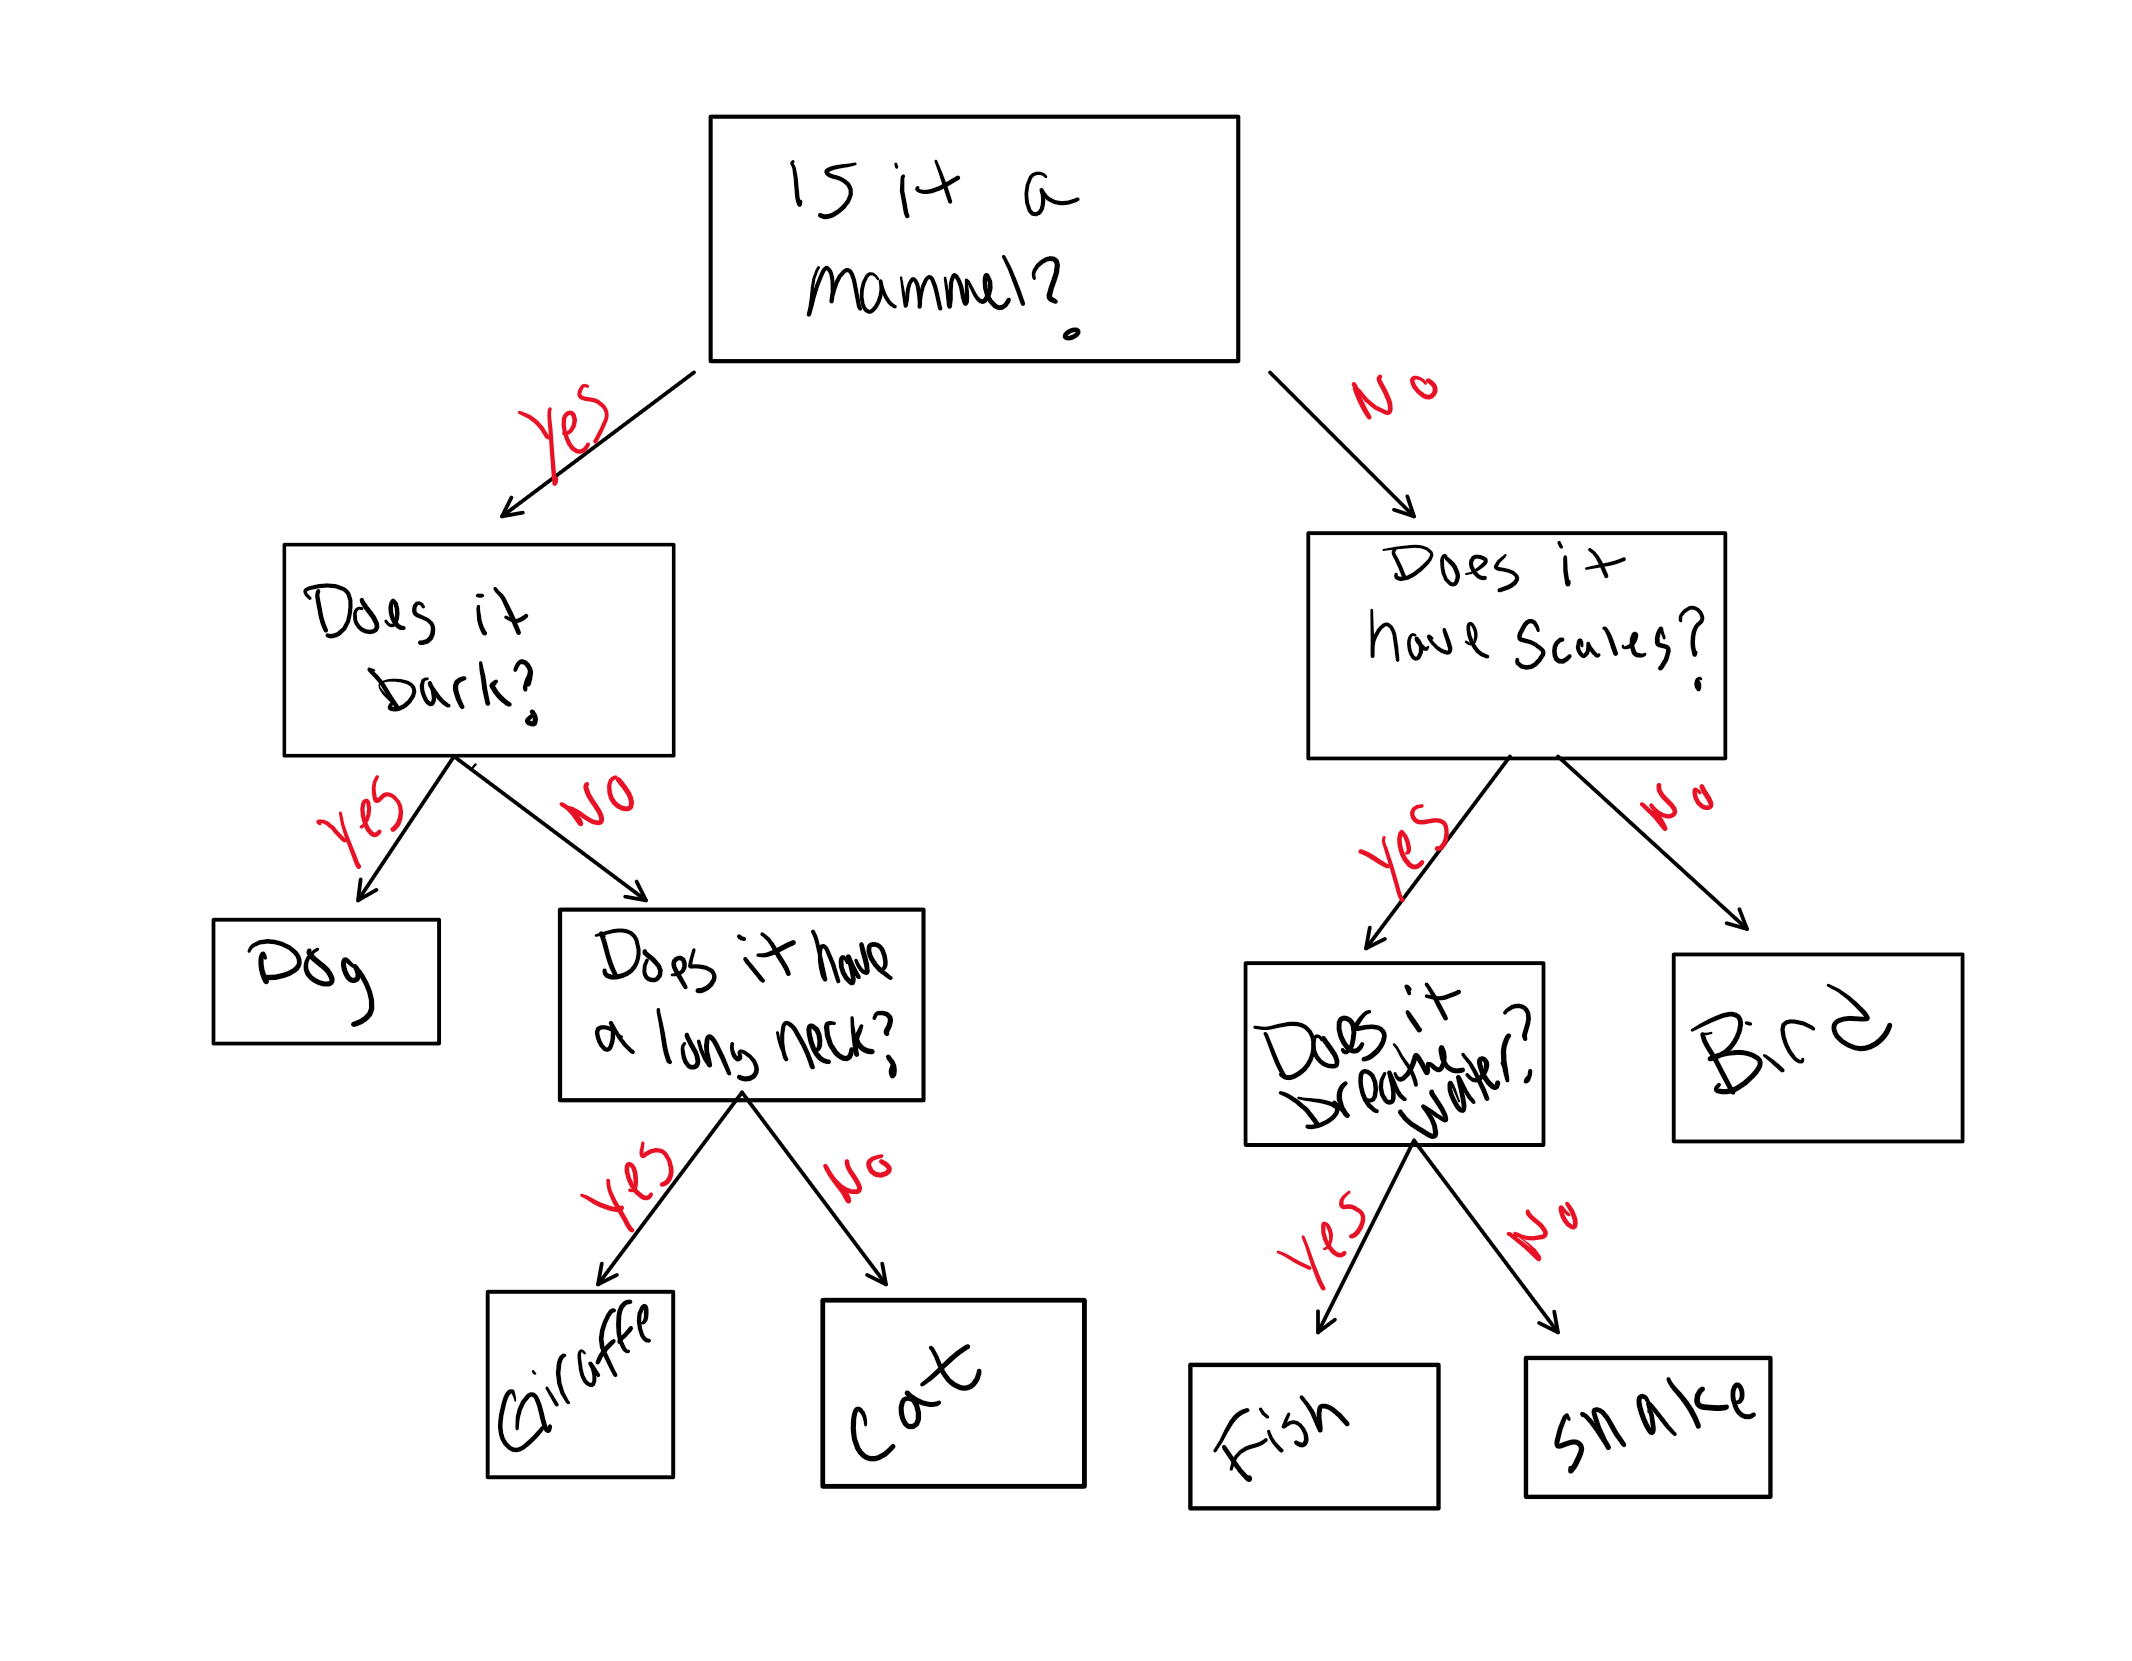 Is it a
mammel?
Yes
No
Does it
bark?
Does it
have scales?
Yes
No
Yes
No
Dog
Does it have
a long neck?
Does it
breathe
water?
Bird
Yes
No
Yes
No
Giraffe
Cat
Fish
Snake